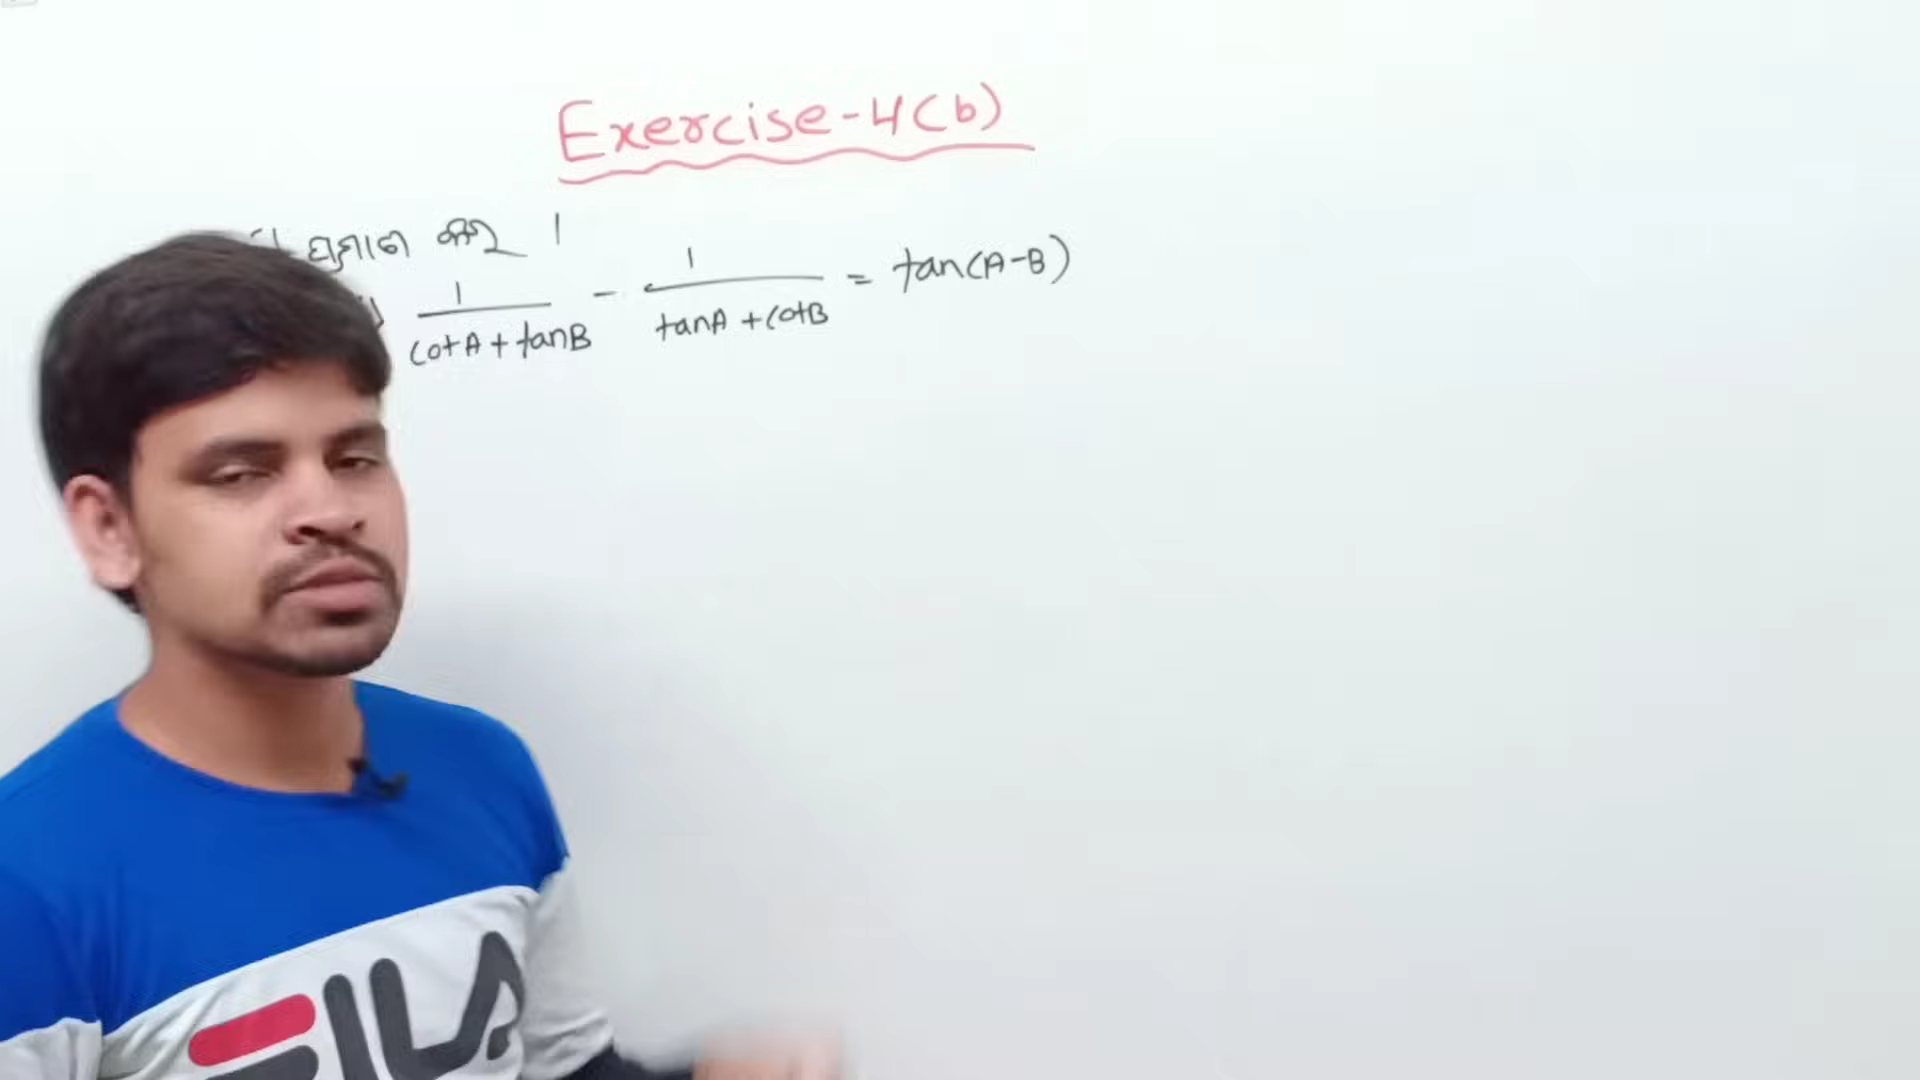 Exercise-4(b)
ପ୍ରମାଣ କର ।
1/(cotA + tanB) - 1/(tanA + cotB) = tan(A-B)
FILA